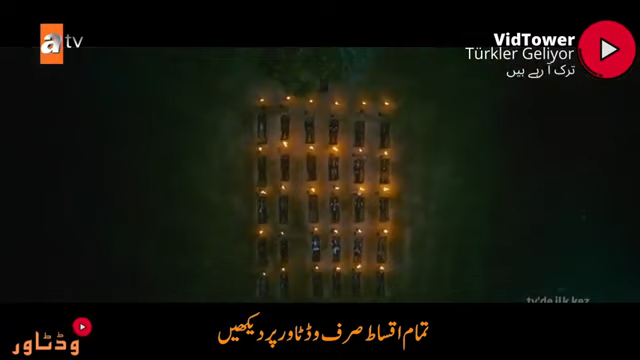 atv
VidTower
Türkler Geliyor
ترک آ رہے ہیں
tv'de ilk kez
تمام اقساط صرف وڈٹاور پر دیکھیں
وڈٹاور